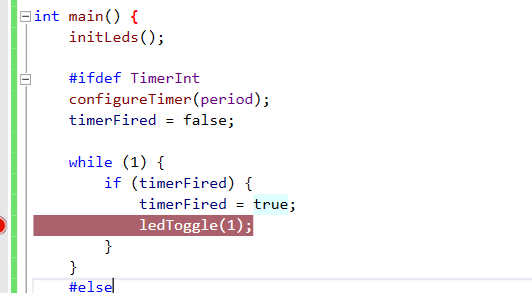 int main() {
initLeds();
#ifdef TimerInt
configureTimer(period);
timerFired = false;
while (1) {
if (timerFired) {
timerFired = true;
ledToggle(1);
}
}
#else